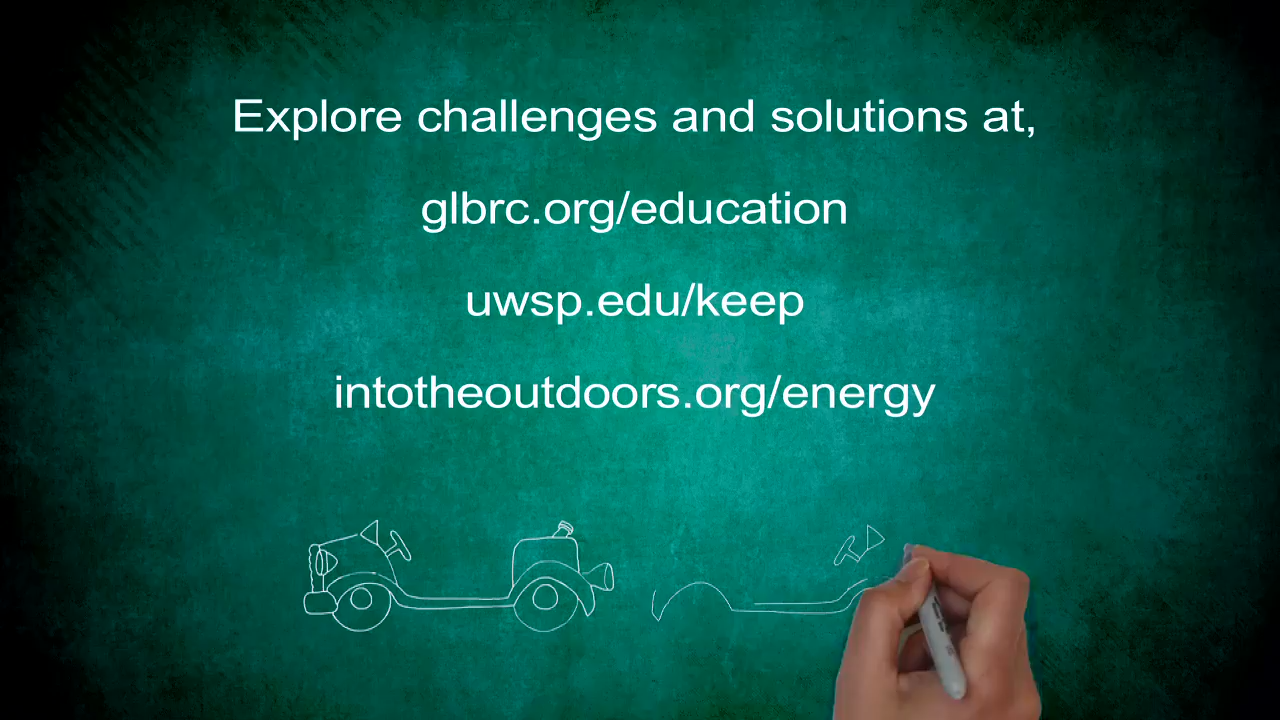 Explore challenges and solutions at,
glbrc.org/education
uwsp.edu/keep
intotheoutdoors.org/energy